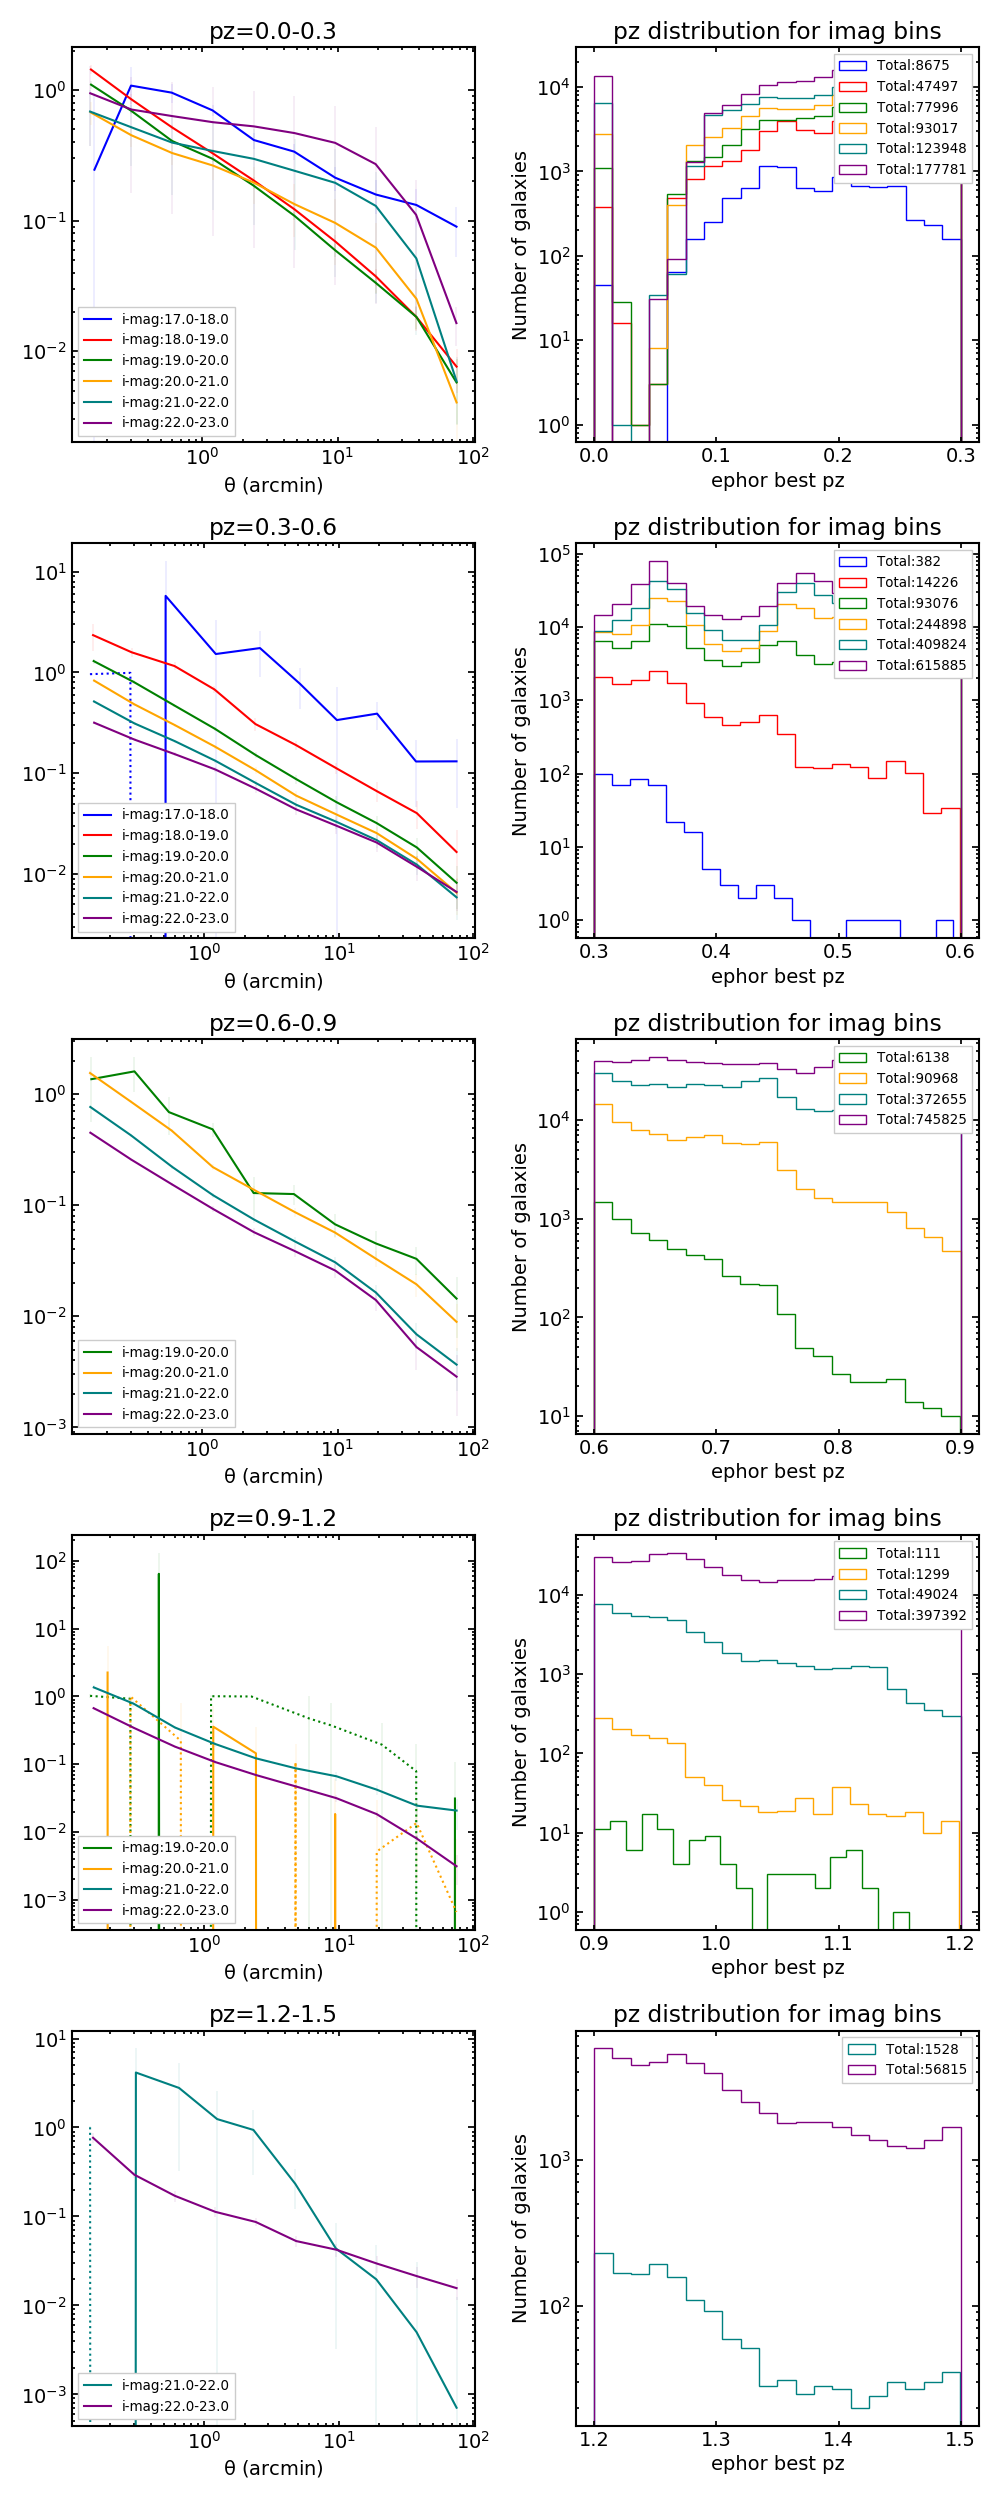 pz=0.0-0.3
10⁰
10⁻¹
10⁻²
i-mag:17.0-18.0
i-mag:18.0-19.0
i-mag:19.0-20.0
i-mag:20.0-21.0
i-mag:21.0-22.0
i-mag:22.0-23.0
10⁰ 10¹ 10²
θ (arcmin)
pz distribution for imag bins
Number of galaxies
10⁴
10³
10²
10¹
10⁰
Total:8675
Total:47497
Total:77996
Total:93017
Total:123948
Total:177781
0.0 0.1 0.2 0.3
ephor best pz
pz=0.3-0.6
10¹
10⁰
10⁻¹
10⁻²
i-mag:17.0-18.0
i-mag:18.0-19.0
i-mag:19.0-20.0
i-mag:20.0-21.0
i-mag:21.0-22.0
i-mag:22.0-23.0
10⁰ 10¹ 10²
θ (arcmin)
pz distribution for imag bins
Number of galaxies
10⁵
10⁴
10³
10²
10¹
10⁰
Total:382
Total:14226
Total:93076
Total:244898
Total:409824
Total:615885
0.3 0.4 0.5 0.6
ephor best pz
pz=0.6-0.9
10⁰
10⁻¹
10⁻²
10⁻³
i-mag:19.0-20.0
i-mag:20.0-21.0
i-mag:21.0-22.0
i-mag:22.0-23.0
10⁰ 10¹ 10²
θ (arcmin)
pz distribution for imag bins
Number of galaxies
10⁴
10³
10²
10¹
Total:6138
Total:90968
Total:372655
Total:745825
0.6 0.7 0.8 0.9
ephor best pz
pz=0.9-1.2
10²
10¹
10⁰
10⁻¹
10⁻²
10⁻³
i-mag:19.0-20.0
i-mag:20.0-21.0
i-mag:21.0-22.0
i-mag:22.0-23.0
10⁰ 10¹ 10²
θ (arcmin)
pz distribution for imag bins
Number of galaxies
10⁴
10³
10²
10¹
10⁰
Total:111
Total:1299
Total:49024
Total:397392
0.9 1.0 1.1 1.2
ephor best pz
pz=1.2-1.5
10¹
10⁰
10⁻¹
10⁻²
10⁻³
i-mag:21.0-22.0
i-mag:22.0-23.0
10⁰ 10¹ 10²
θ (arcmin)
pz distribution for imag bins
Number of galaxies
10³
10²
Total:1528
Total:56815
1.2 1.3 1.4 1.5
ephor best pz